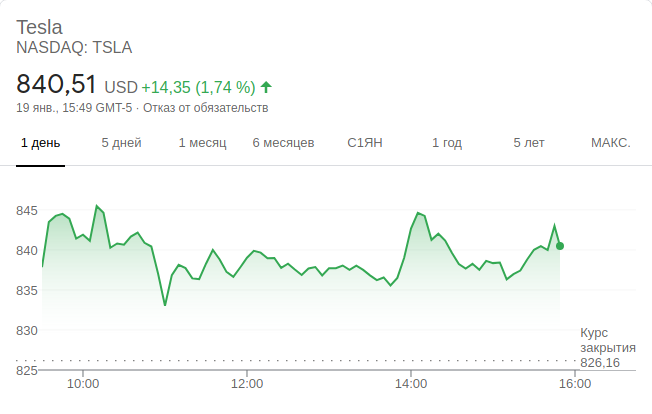 Tesla
NASDAQ: TSLA
840,51 USD +14,35 (1,74 %)
19 янв., 15:49 GMT-5 · Отказ от обязательств
1 день 5 дней 1 месяц 6 месяцев С1ЯН 1 год 5 лет МАКС.
845
840
835
830
Курс
закрытия
826,16
825
10:00 12:00 14:00 16:00